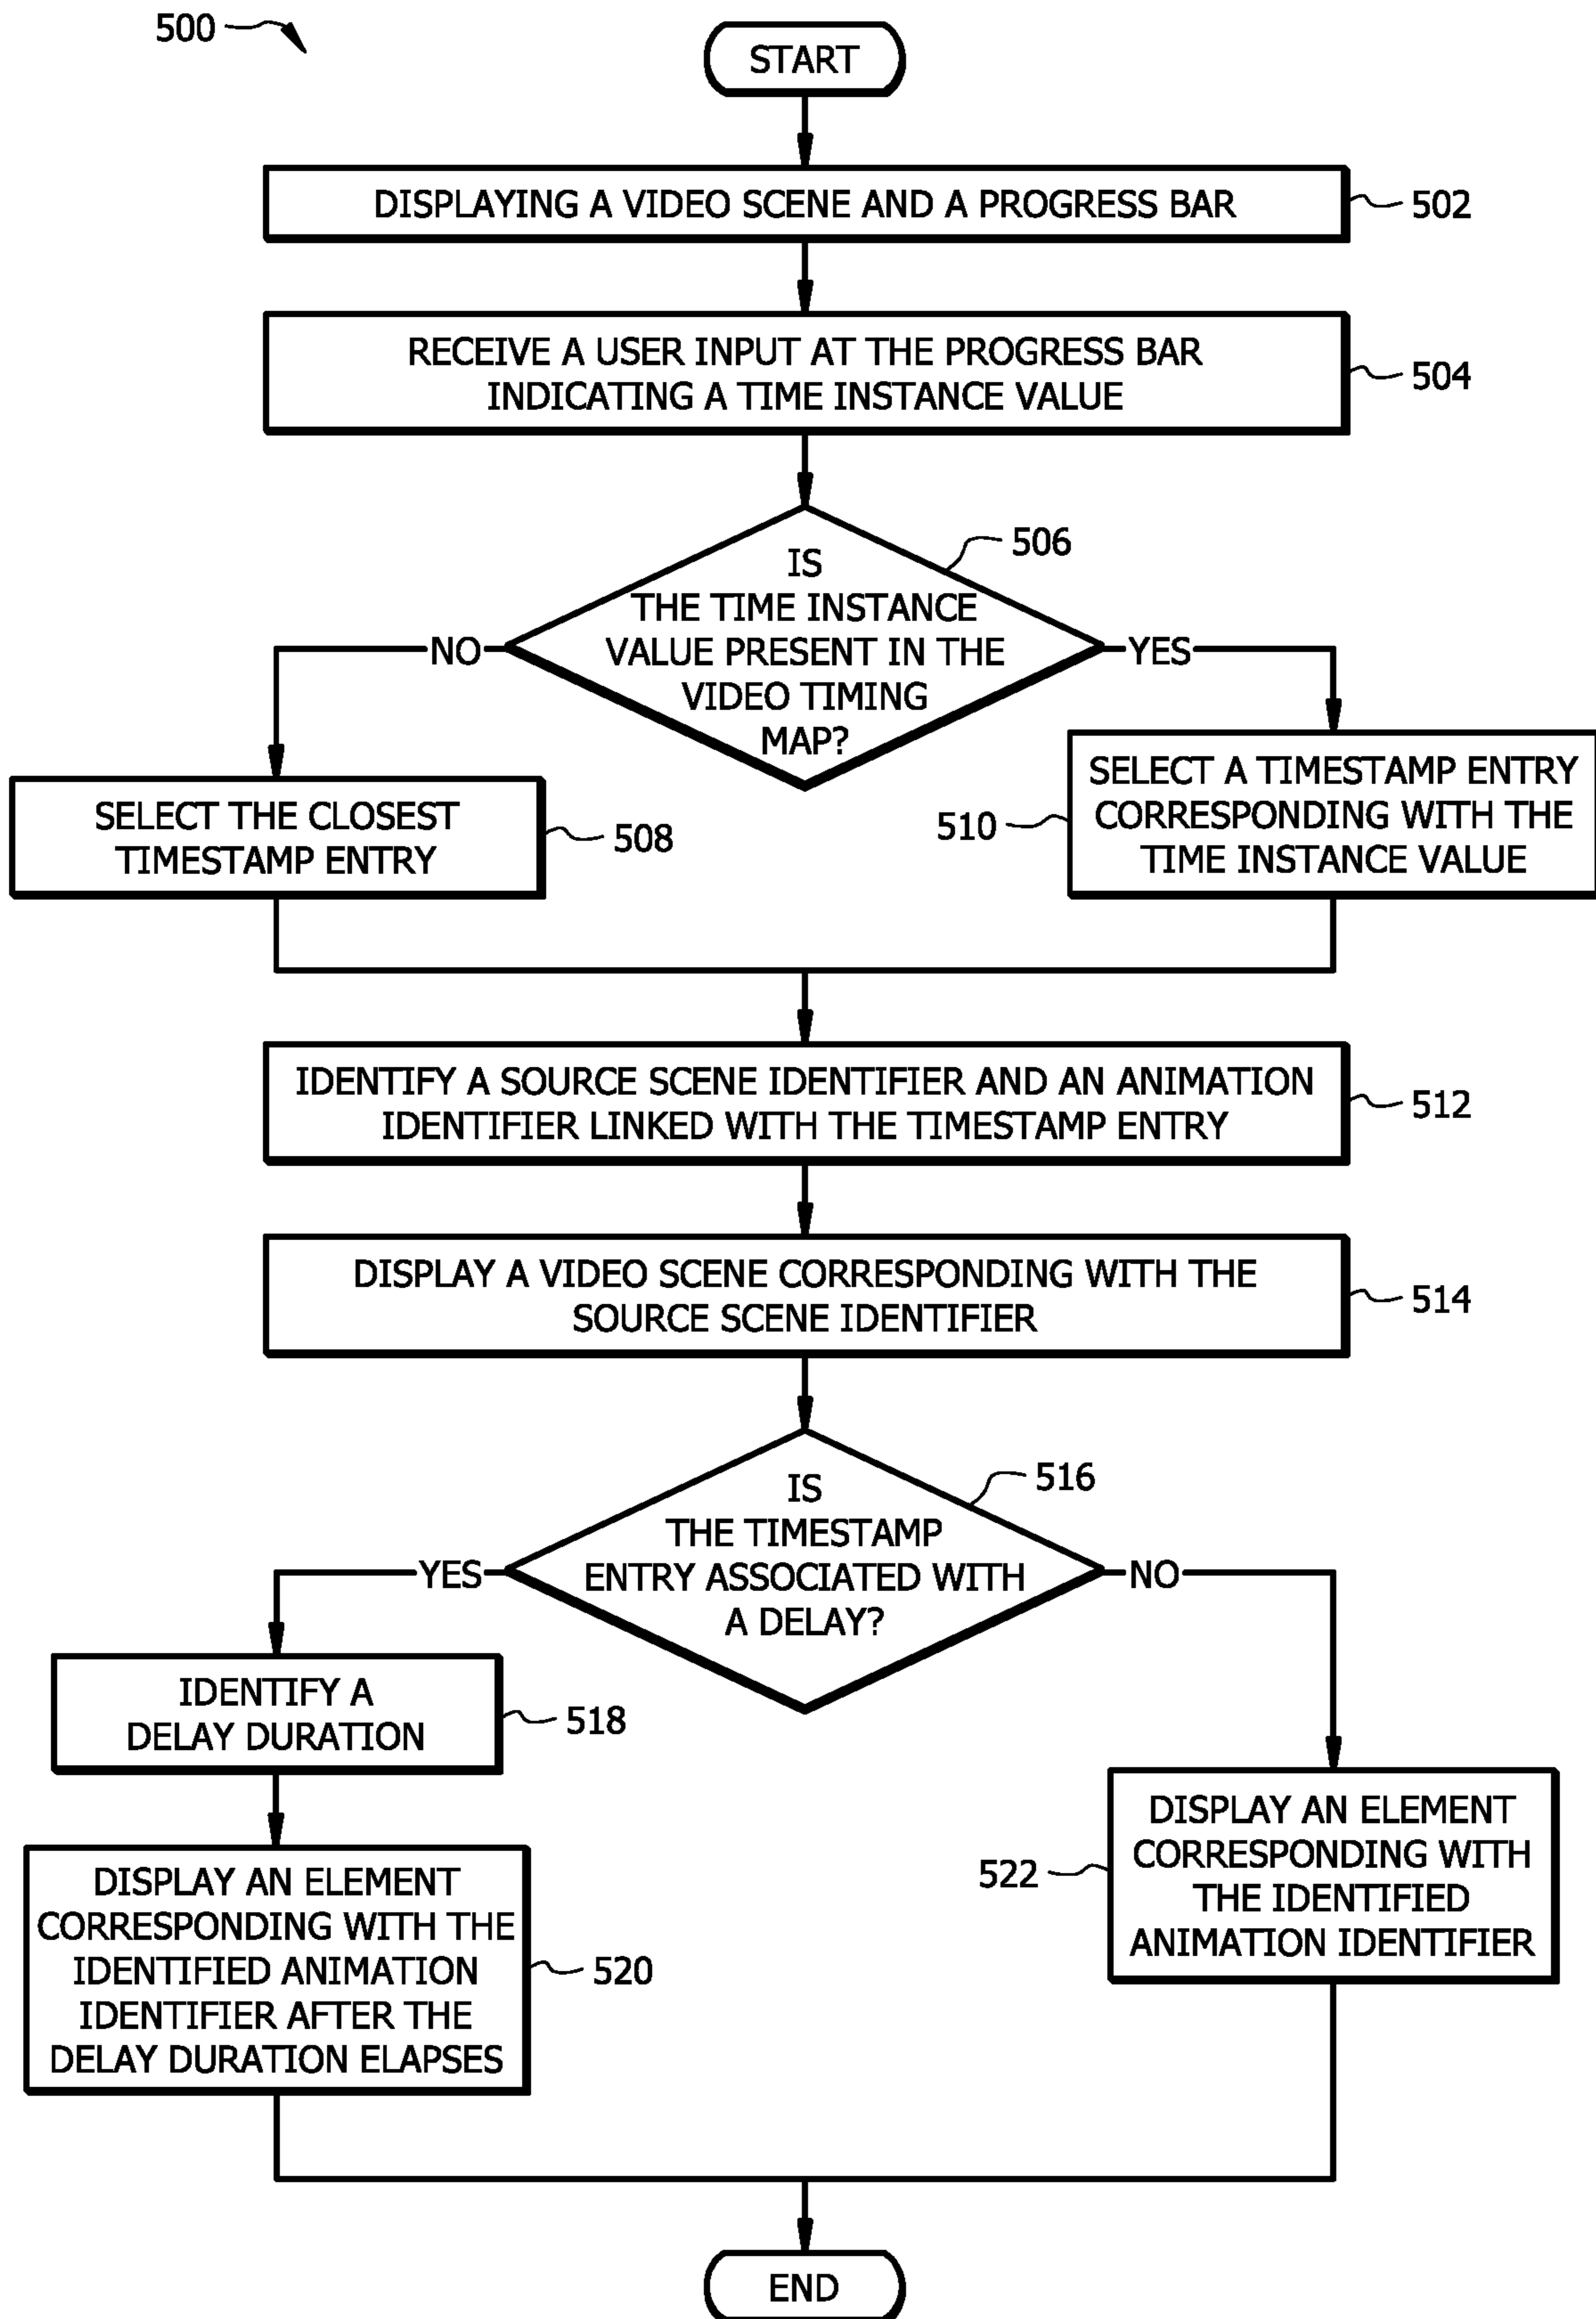 500
START
DISPLAYING A VIDEO SCENE AND A PROGRESS BAR
502
RECEIVE A USER INPUT AT THE PROGRESS BAR
INDICATING A TIME INSTANCE VALUE
504
506
IS
THE TIME INSTANCE
VALUE PRESENT IN THE
VIDEO TIMING
MAP?
NO
YES
SELECT THE CLOSEST
TIMESTAMP ENTRY
508
510
SELECT A TIMESTAMP ENTRY
CORRESPONDING WITH THE
TIME INSTANCE VALUE
IDENTIFY A SOURCE SCENE IDENTIFIER AND AN ANIMATION
IDENTIFIER LINKED WITH THE TIMESTAMP ENTRY
512
DISPLAY A VIDEO SCENE CORRESPONDING WITH THE
SOURCE SCENE IDENTIFIER
514
516
IS
THE TIMESTAMP
ENTRY ASSOCIATED WITH
A DELAY?
YES
NO
IDENTIFY A
DELAY DURATION
518
DISPLAY AN ELEMENT
CORRESPONDING WITH THE
IDENTIFIED ANIMATION
IDENTIFIER AFTER THE
DELAY DURATION ELAPSES
520
522
DISPLAY AN ELEMENT
CORRESPONDING WITH
THE IDENTIFIED
ANIMATION IDENTIFIER
END